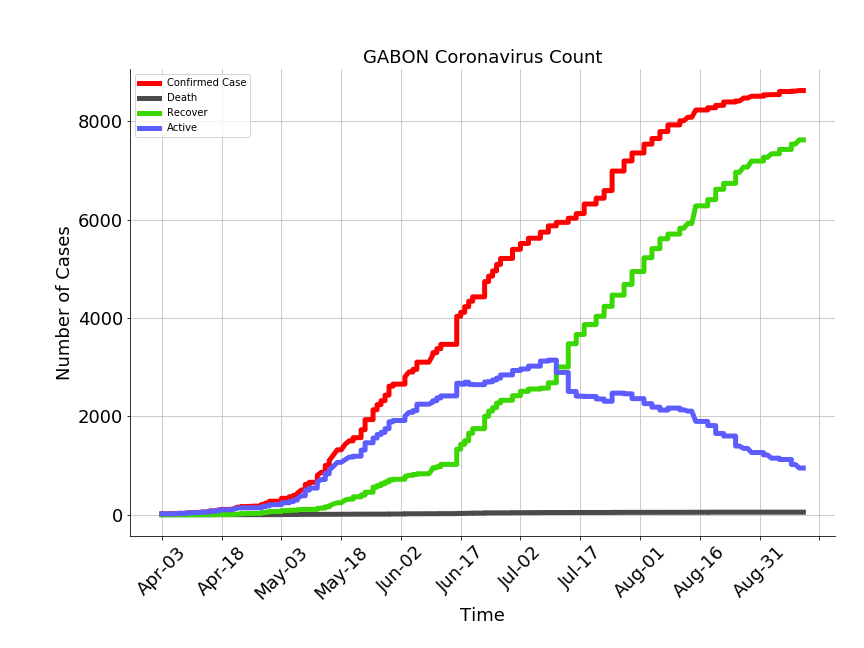 GABON Coronavirus Count
Confirmed Case
Death
Recover
Active
Number of Cases
8000
6000
4000
2000
0
Apr-03
Apr-18
May-03
May-18
Jun-02
Jun-17
Jul-02
Jul-17
Aug-01
Aug-16
Aug-31
Time